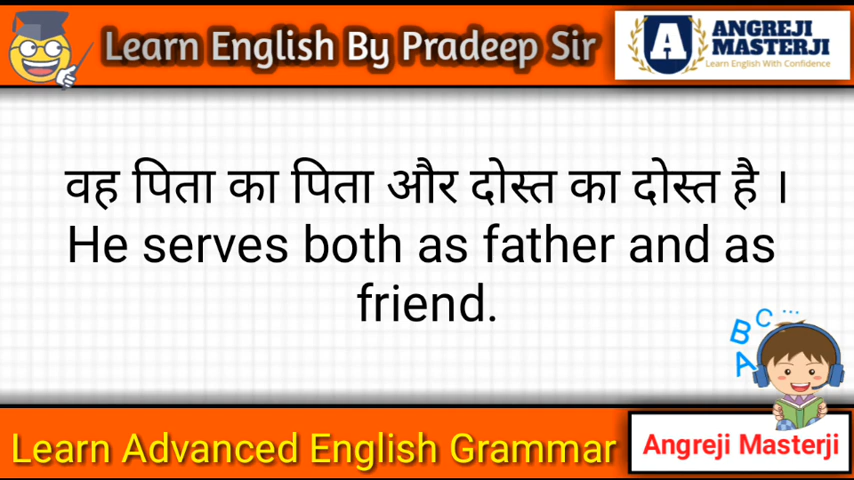 Learn English By Pradeep Sir
A
ANGREJI
MASTERJI
Learn English With Confidence
वह पिता का पिता और दोस्त का दोस्त है ।
He serves both as father and as
friend.
A B C ...
Learn Advanced English Grammar
Angreji Masterji